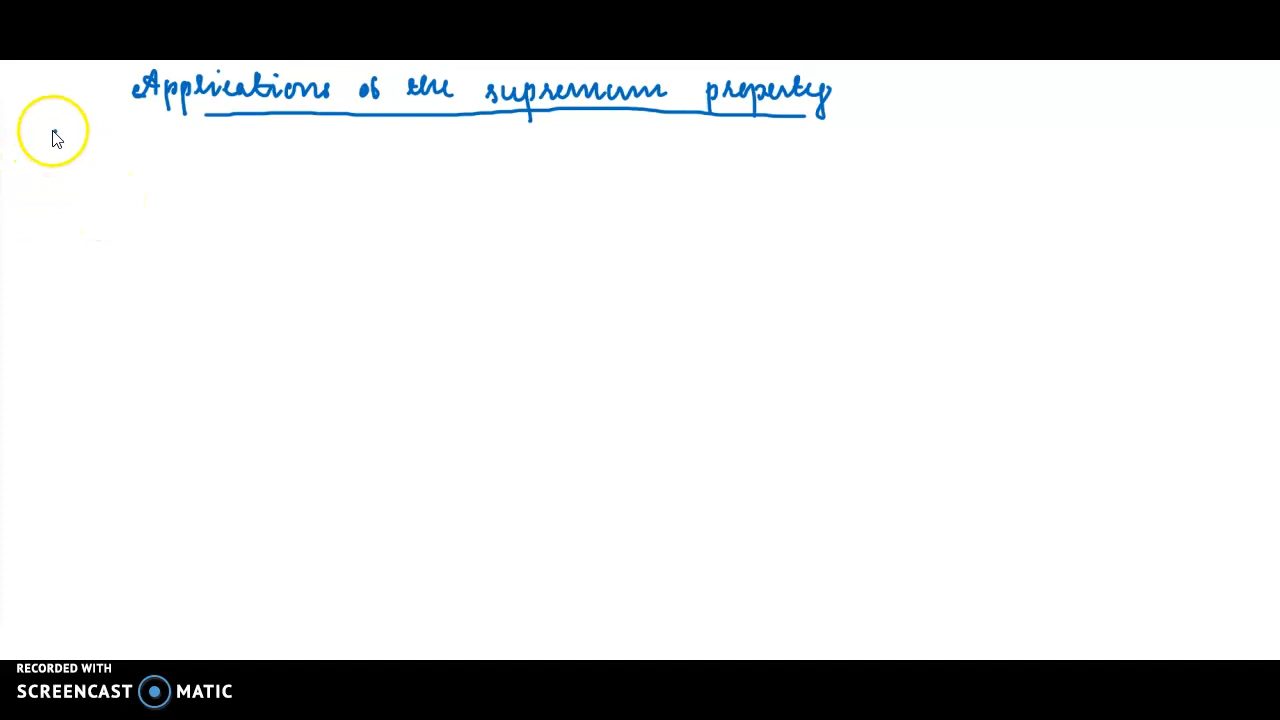 Applications of the supremum property
RECORDED WITH
SCREENCAST MATIC